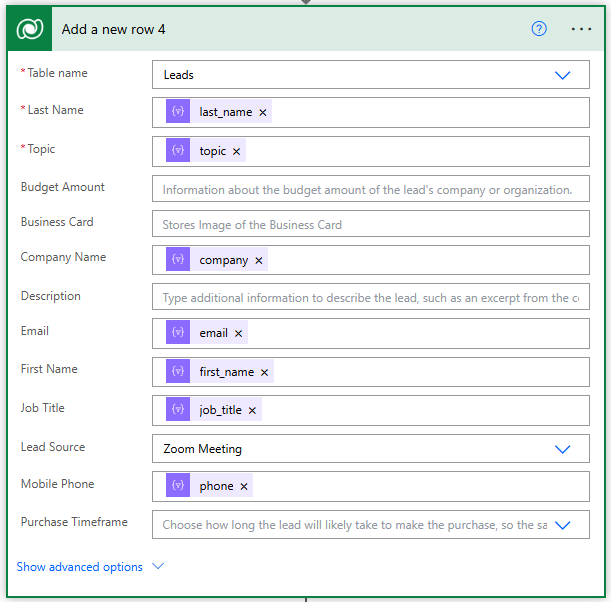 Add a new row 4
* Table name Leads
* Last Name {v} last_name ×
* Topic {v} topic ×
Budget Amount Information about the budget amount of the lead's company or organization.
Business Card Stores Image of the Business Card
Company Name {v} company ×
Description Type additional information to describe the lead, such as an excerpt from the c
Email {v} email ×
First Name {v} first_name ×
Job Title {v} job_title ×
Lead Source Zoom Meeting
Mobile Phone {v} phone ×
Purchase Timeframe Choose how long the lead will likely take to make the purchase, so the sa
Show advanced options